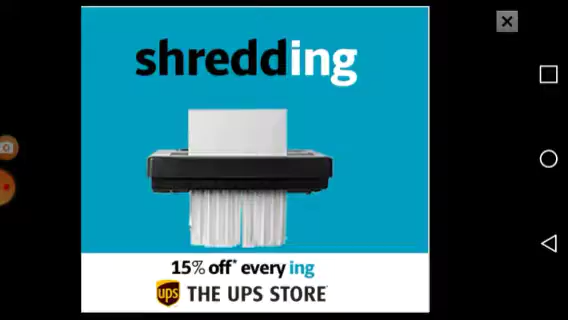 shredding
15% off* every ing
ups THE UPS STORE